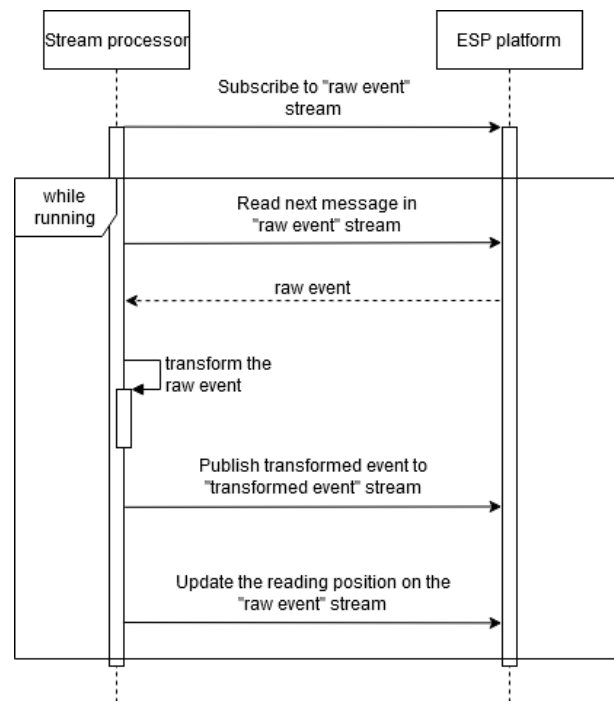 Stream processor
ESP platform
Subscribe to "raw event"
stream
while
running
Read next message in
"raw event" stream
raw event
transform the
raw event
Publish transformed event to
"transformed event" stream
Update the reading position on the
"raw event" stream